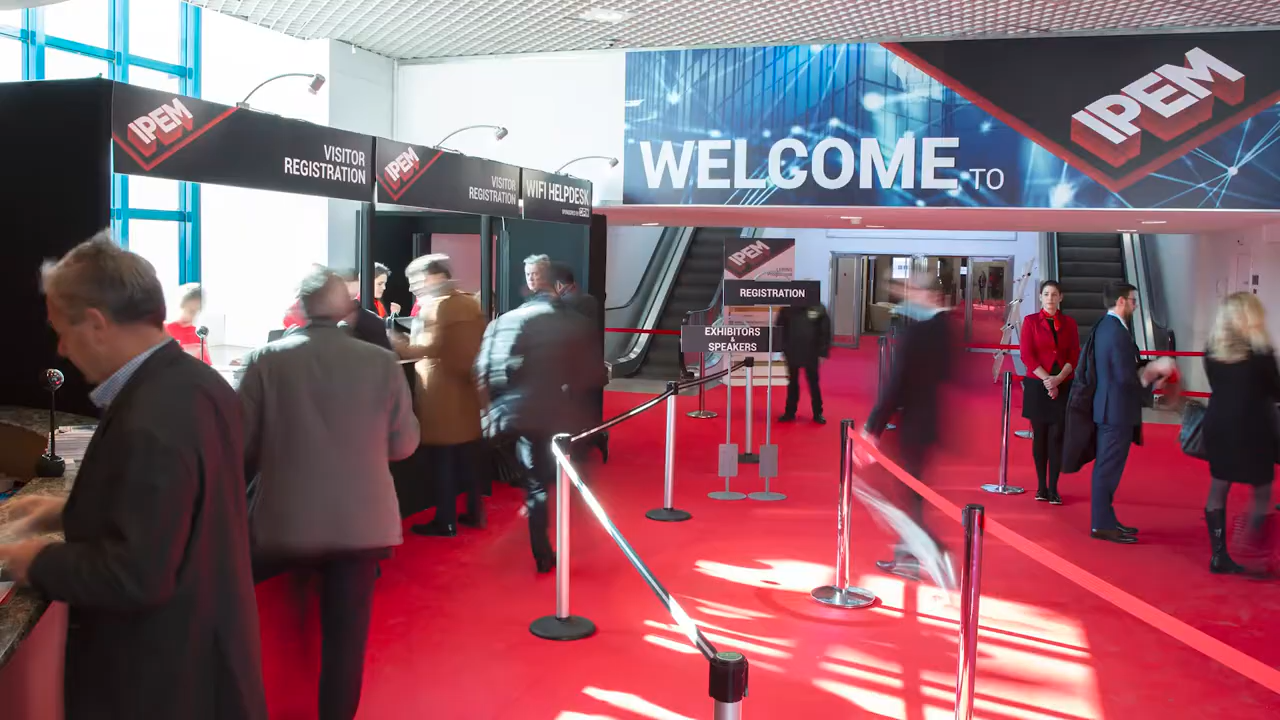 IPEM
VISITOR
REGISTRATION
IPEM
VISITOR
REGISTRATION
WIFI HELPDESK
WELCOME TO
IPEM
IPEM
REGISTRATION
EXHIBITORS
&
SPEAKERS